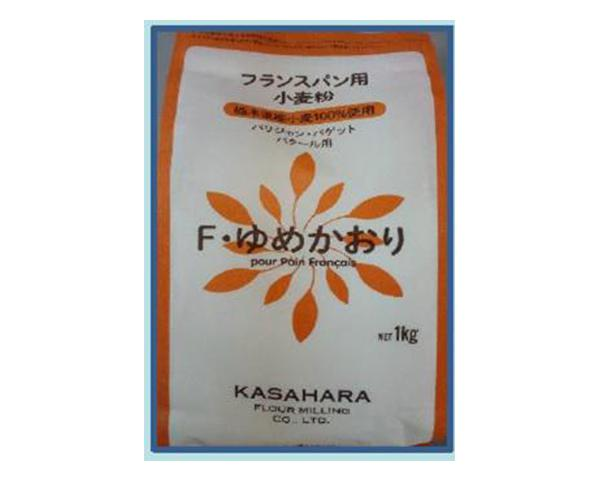 フランスパン用
小麦粉
栃木県産小麦100%使用
パリジャン・バゲット
バタール用
F・ゆめかおり
pour Pain Français
NET 1kg
KASAHARA
FLOUR MILLING
CO., LTD.